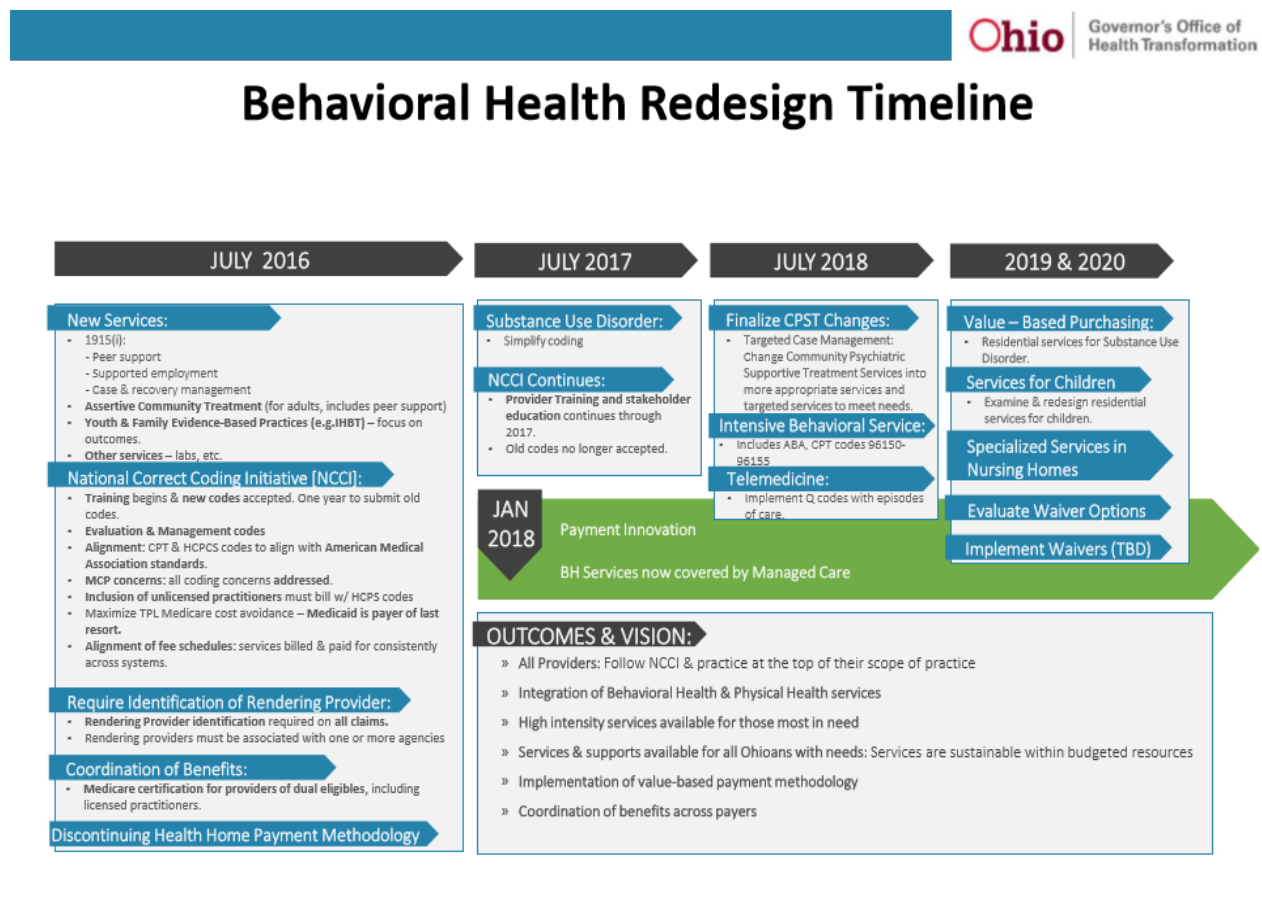 Ohio
Governor's Office of
Health Transformation
Behavioral Health Redesign Timeline
JULY 2016
New Services:
• 1915(i):
- Peer support
- Supported employment
- Case & recovery management
• Assertive Community Treatment (for adults, includes peer support)
• Youth & Family Evidence-Based Practices (e.g.IHBT) – focus on
outcomes.
• Other services – labs, etc.
National Correct Coding Initiative [NCCI]:
• Training begins & new codes accepted. One year to submit old
codes.
• Evaluation & Management codes
• Alignment: CPT & HCPCS codes to align with American Medical
Association standards.
• MCP concerns: all coding concerns addressed.
• Inclusion of unlicensed practitioners must bill w/ HCPS codes
• Maximize TPL Medicare cost avoidance – Medicaid is payer of last
resort.
• Alignment of fee schedules: services billed & paid for consistently
across systems.
Require Identification of Rendering Provider:
• Rendering Provider identification required on all claims.
• Rendering providers must be associated with one or more agencies
Coordination of Benefits:
• Medicare certification for providers of dual eligibles, including
licensed practitioners.
Discontinuing Health Home Payment Methodology
JULY 2017
Substance Use Disorder:
• Simplify coding
NCCI Continues:
• Provider Training and stakeholder
education continues through
2017.
• Old codes no longer accepted.
JULY 2018
Finalize CPST Changes:
• Targeted Case Management:
Change Community Psychiatric
Supportive Treatment Services into
more appropriate services and
targeted services to meet needs.
Intensive Behavioral Service:
• Includes ABA, CPT codes 96150-
96155
Telemedicine:
• Implement Q codes with episodes
of care.
2019 & 2020
Value – Based Purchasing:
• Residential services for Substance Use
Disorder.
Services for Children
• Examine & redesign residential
services for children.
Specialized Services in
Nursing Homes
Evaluate Waiver Options
Implement Waivers (TBD)
JAN
2018
Payment Innovation
BH Services now covered by Managed Care
OUTCOMES & VISION:
» All Providers: Follow NCCI & practice at the top of their scope of practice
» Integration of Behavioral Health & Physical Health services
» High intensity services available for those most in need
» Services & supports available for all Ohioans with needs: Services are sustainable within budgeted resources
» Implementation of value-based payment methodology
» Coordination of benefits across payers